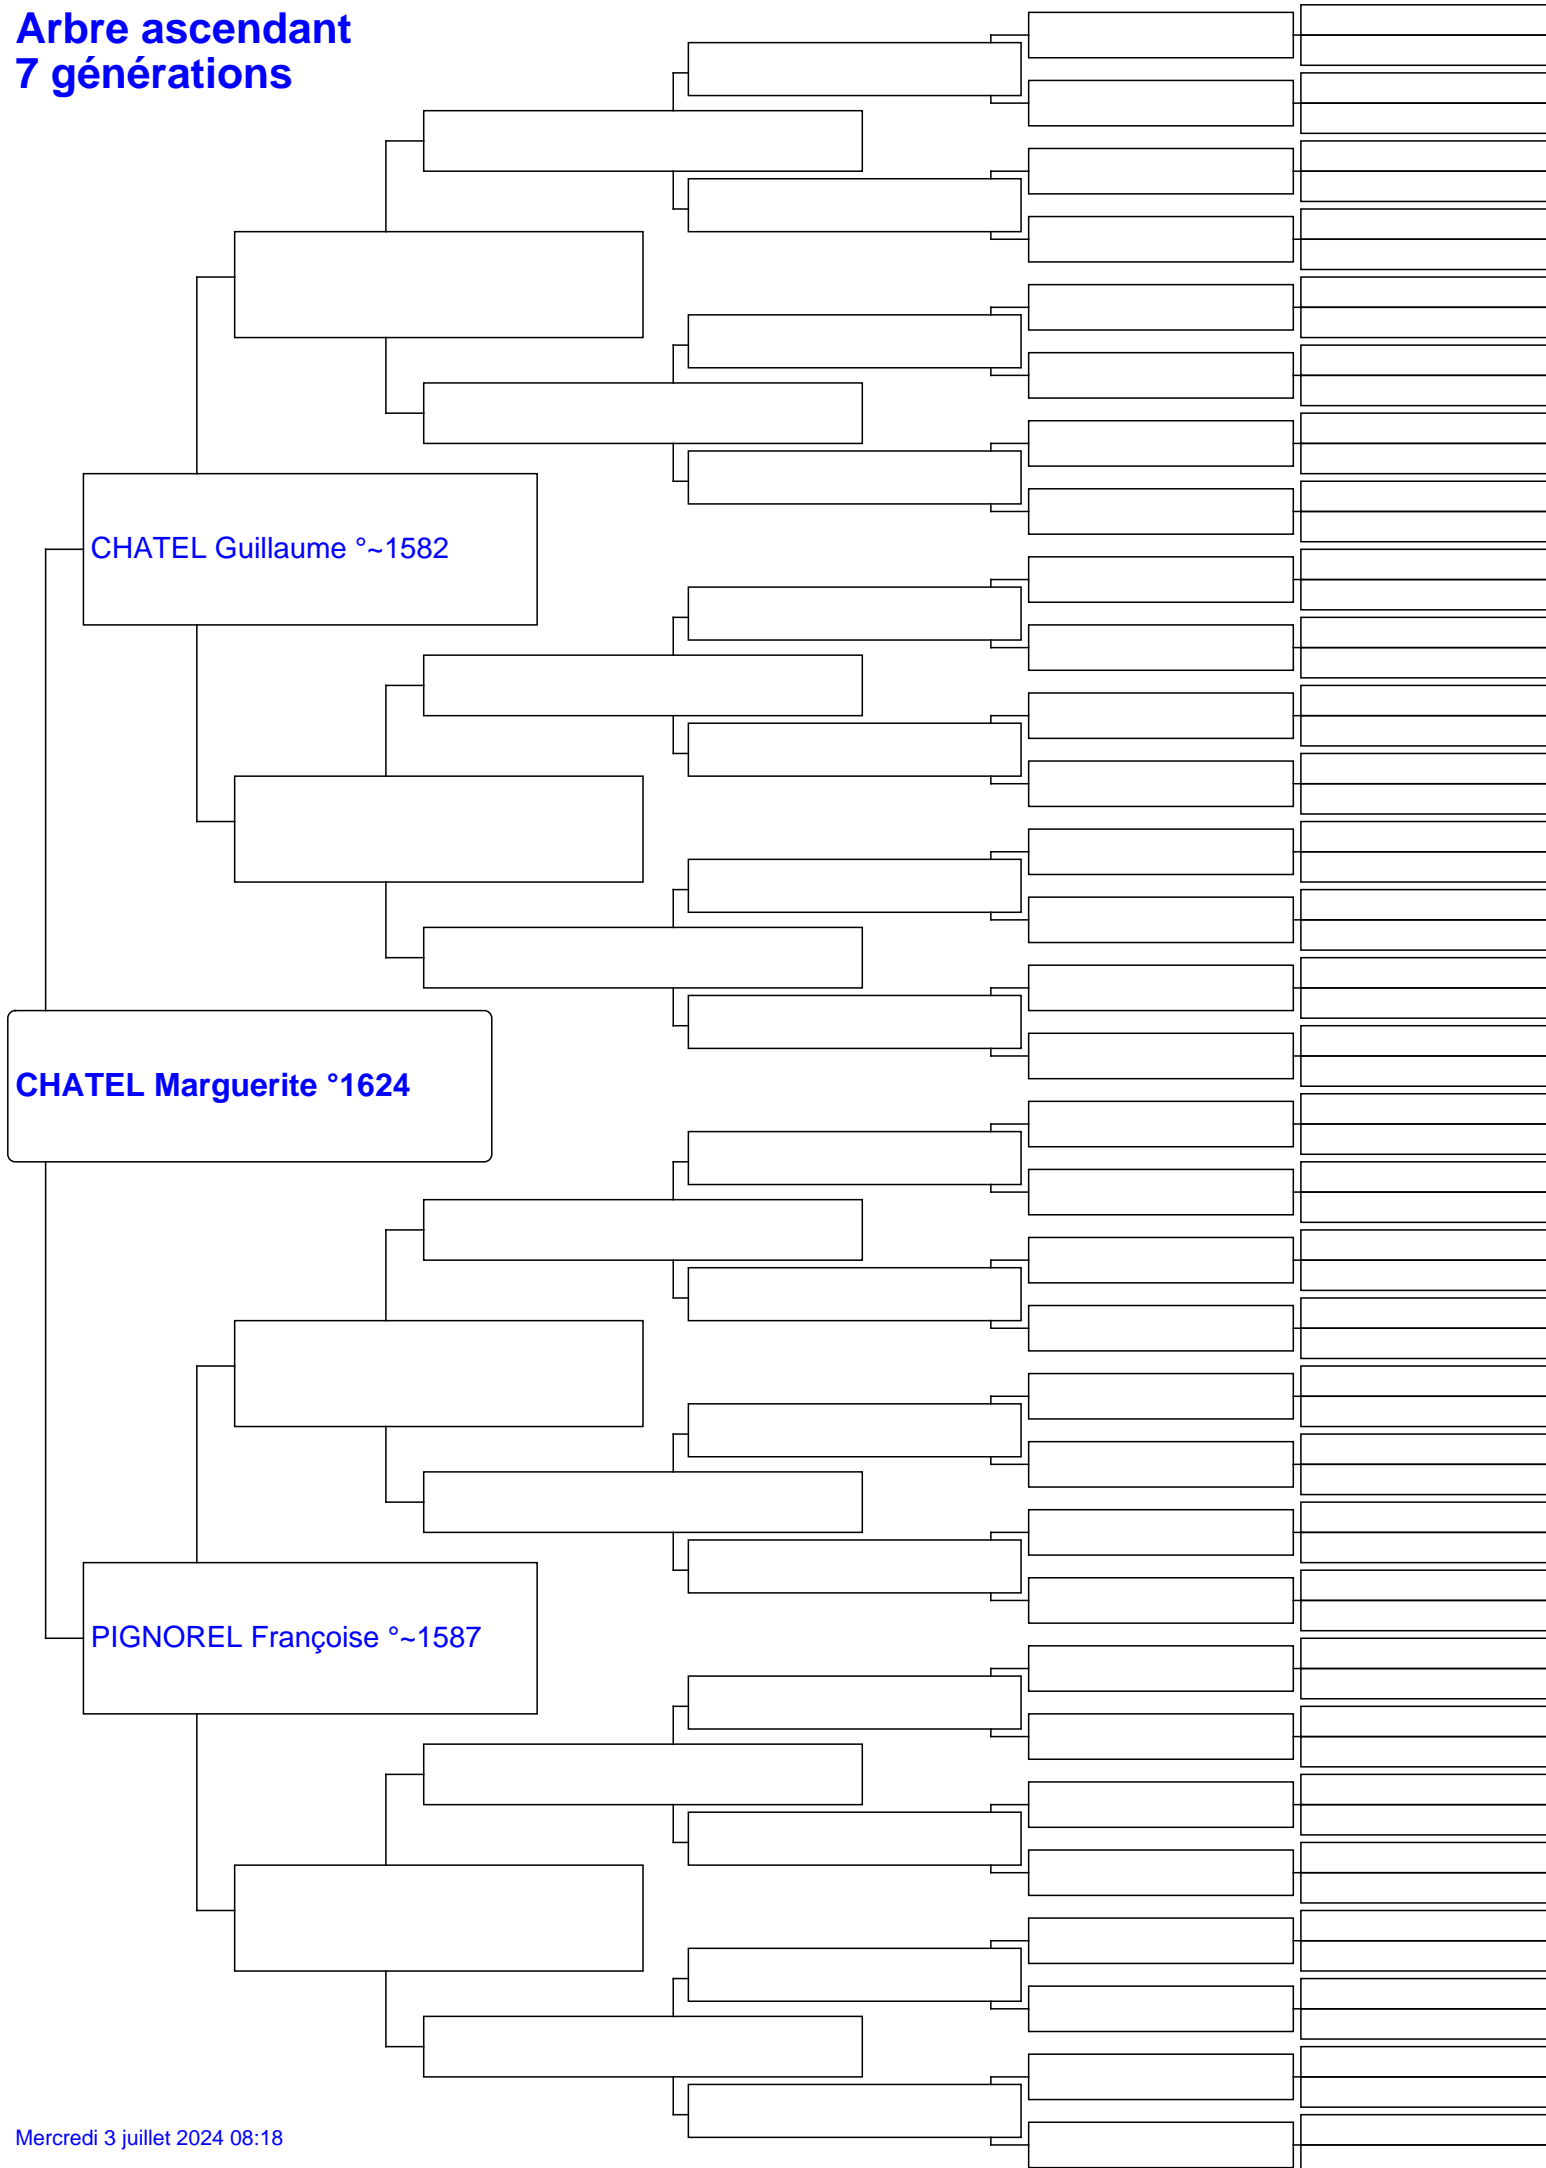 Arbre ascendant
7 générations
CHATEL Guillaume °~1582
CHATEL Marguerite °1624
PIGNOREL Françoise °~1587
Mercredi 3 juillet 2024 08:18